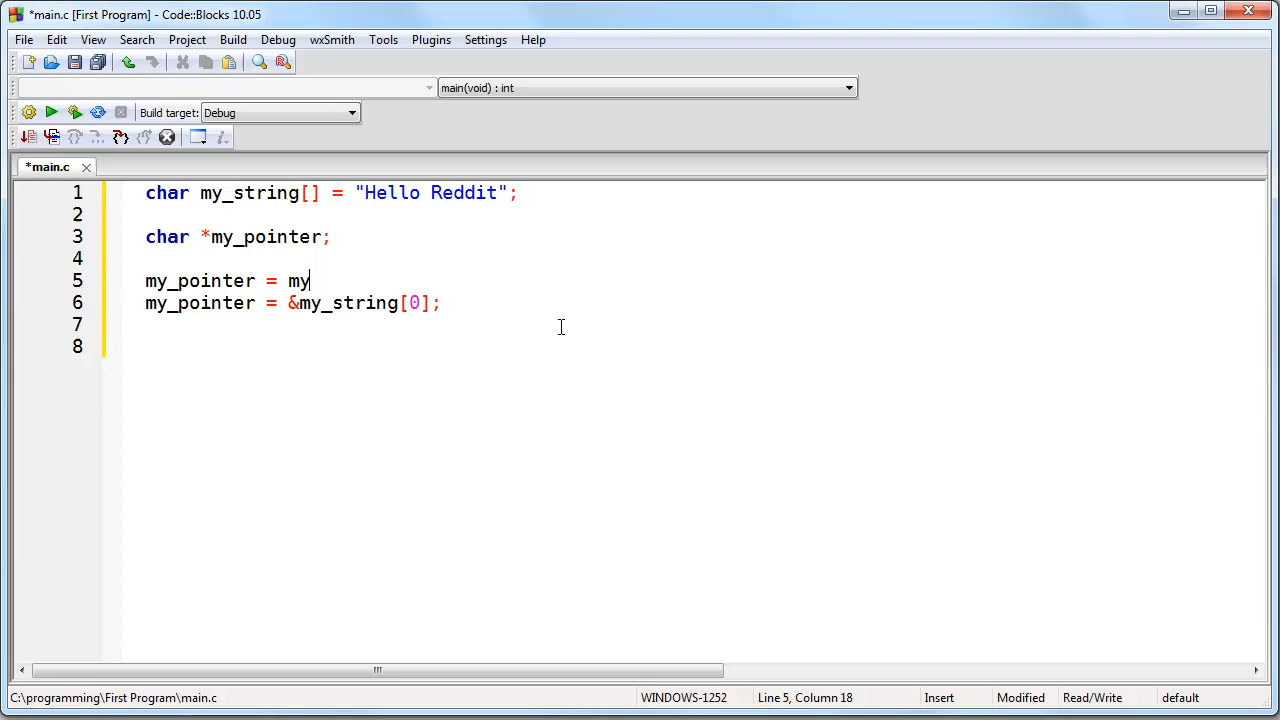 *main.c [First Program] - Code::Blocks 10.05
File Edit View Search Project Build Debug wxSmith Tools Plugins Settings Help
main(void) : int
Build target: Debug
*main.c
1 char my_string[] = "Hello Reddit";
2
3 char *my_pointer;
4
5 my_pointer = my
6 my_pointer = &my_string[0];
7
8
C:\programming\First Program\main.c WINDOWS-1252 Line 5, Column 18 Insert Modified Read/Write default